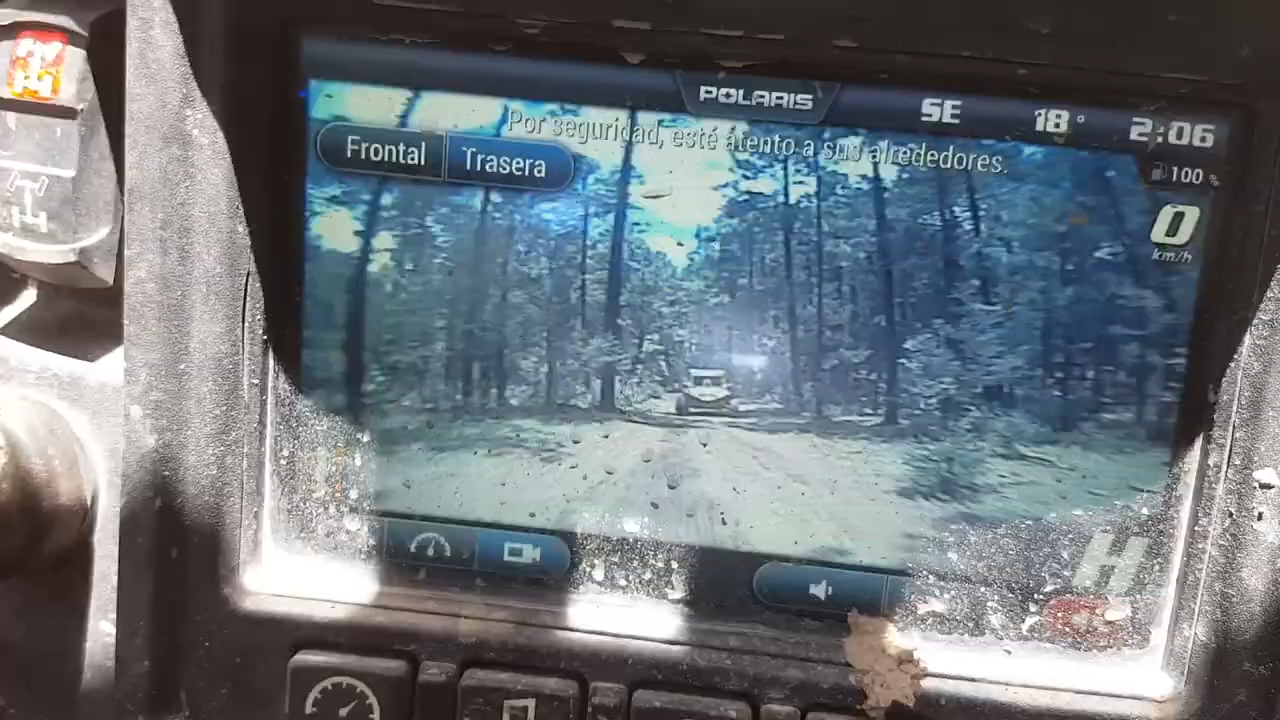 POLARIS
SE
18°
2:06
Por seguridad, esté atento a sus alrededores.
Frontal
Trasera
100 %
0
km/h
H